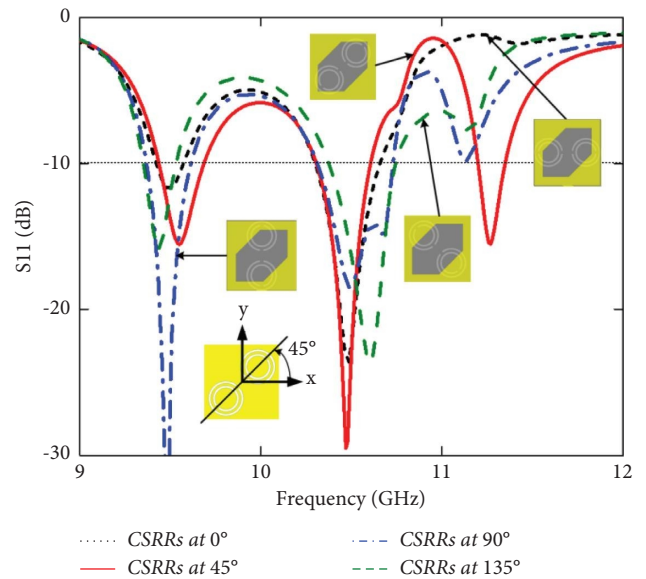 0
-5
-10
-20
-30
S11 (dB)
y
45°
x
9
10
11
12
Frequency (GHz)
CSRRs at 0°
CSRRs at 90°
CSRRs at 45°
CSRRs at 135°